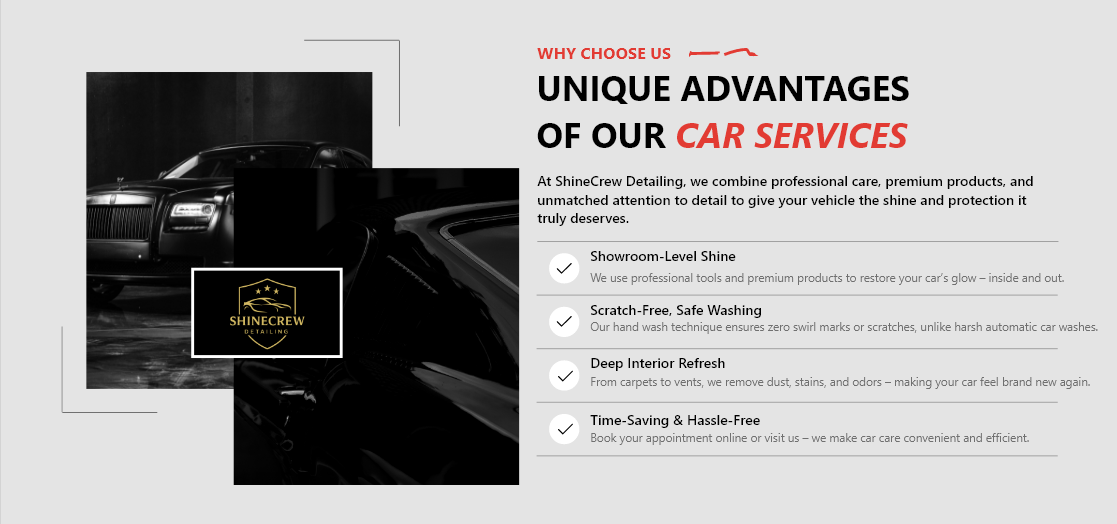 WHY CHOOSE US
UNIQUE ADVANTAGES
OF OUR CAR SERVICES
At ShineCrew Detailing, we combine professional care, premium products, and
unmatched attention to detail to give your vehicle the shine and protection it
truly deserves.
Showroom-Level Shine
We use professional tools and premium products to restore your car’s glow – inside and out.
Scratch-Free, Safe Washing
Our hand wash technique ensures zero swirl marks or scratches, unlike harsh automatic car washes.
Deep Interior Refresh
From carpets to vents, we remove dust, stains, and odors – making your car feel brand new again.
Time-Saving & Hassle-Free
Book your appointment online or visit us – we make car care convenient and efficient.
SHINECREW
DETAILING